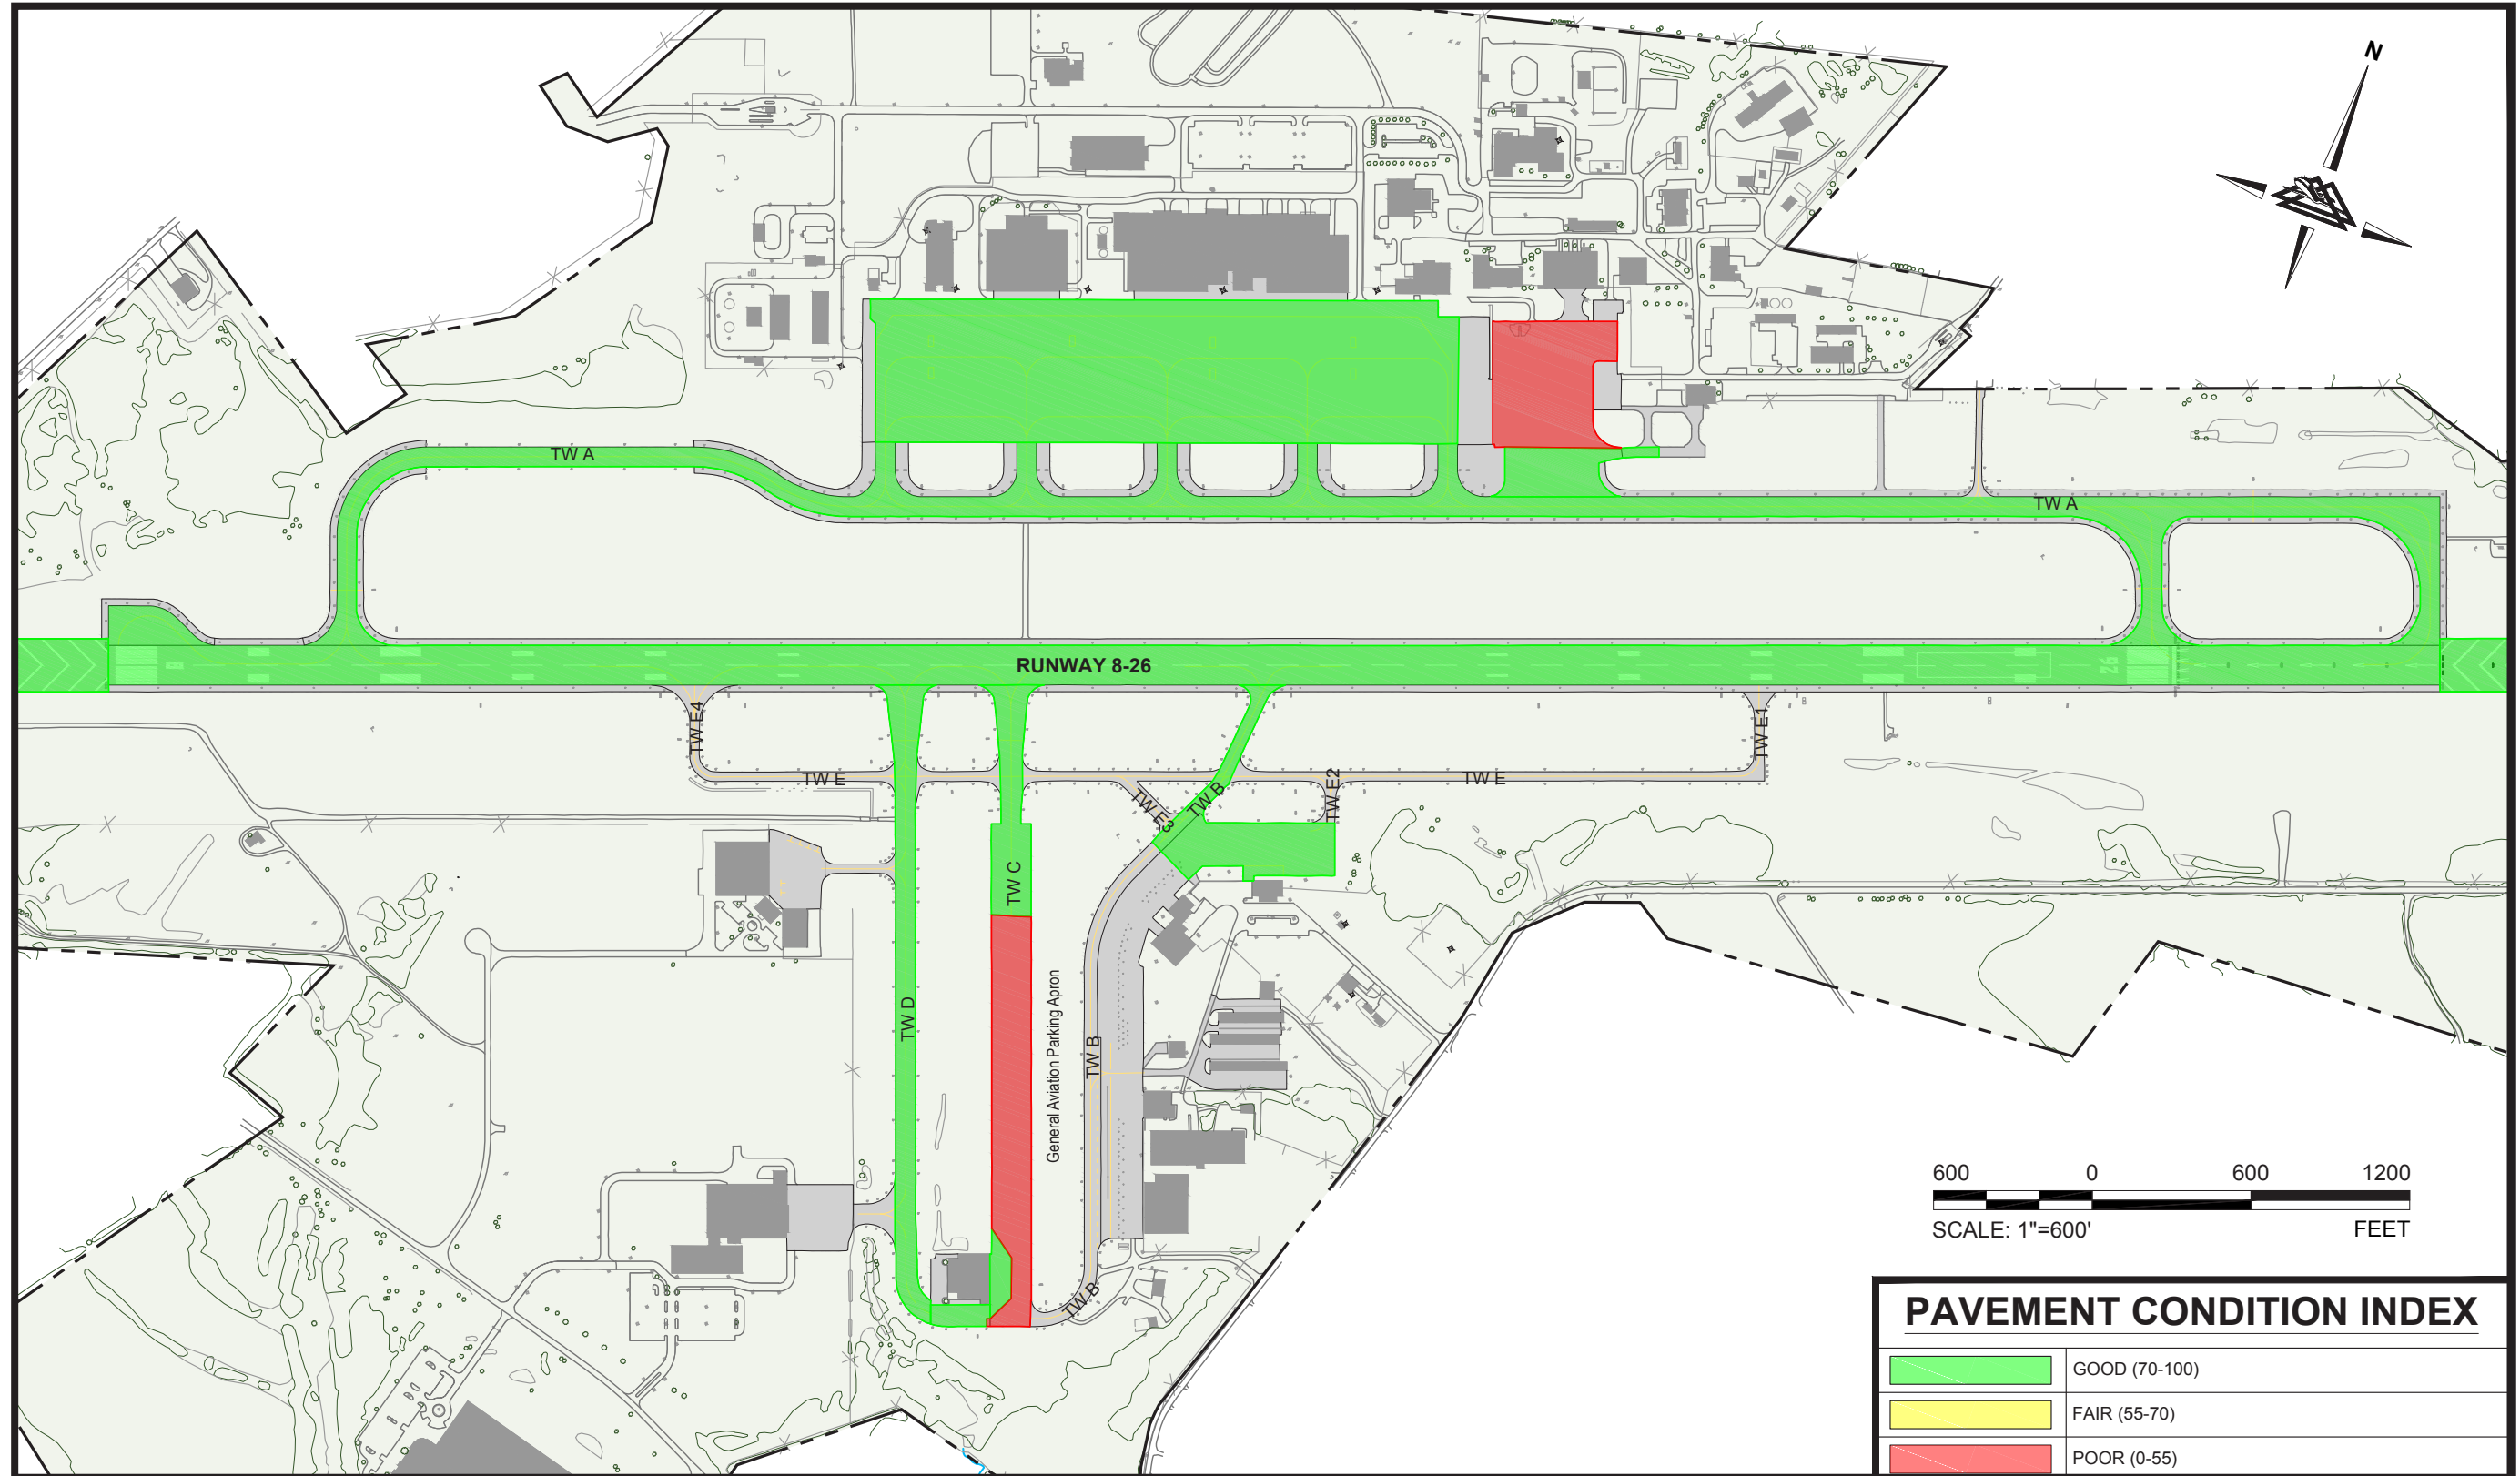 N
TW A
TW A
RUNWAY 8-26
26
TW E4
TW E1
TW E
TW E
TW E2
TW B
TW E3
TW C
TW D
General Aviation Parking Apron
TW B
TW B
600 0 600 1200
SCALE: 1"=600' FEET
PAVEMENT CONDITION INDEX
GOOD (70-100)
FAIR (55-70)
POOR (0-55)